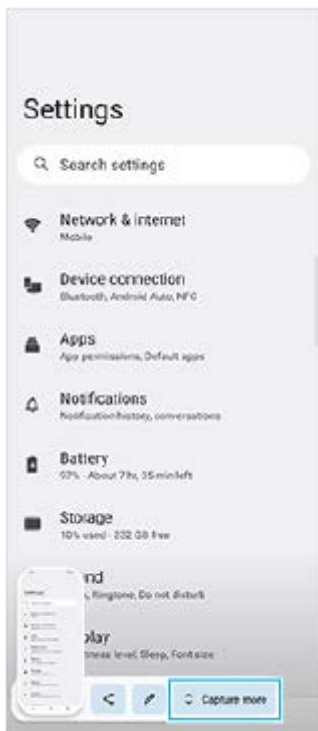 Settings
Search settings
Network & internet
Mobile
Device connection
Bluetooth, Android Auto, NFC
Apps
App permissions, Default apps
Notifications
Notification history, conversations
Battery
97% - About 7 hr, 35 min left
Storage
10% used - 232 GB free
nd
, Ringtone, Do not disturb
play
tness level, Sleep, Font size
Capture more